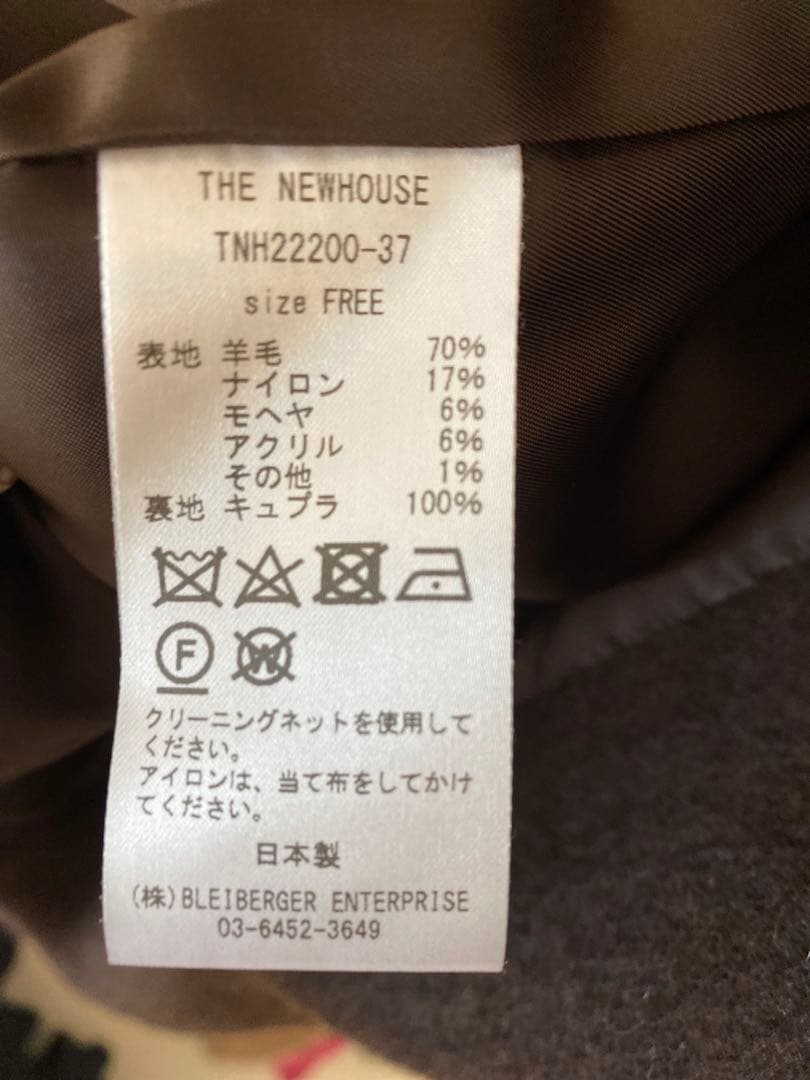 THE NEWHOUSE
TNH22200-37
size FREE
表地 羊毛 70%
ナイロン 17%
モヘヤ 6%
アクリル 6%
その他 1%
裏地 キュプラ 100%
F W
クリーニングネットを使用して
ください。
アイロンは、当て布をしてかけ
てください。
日本製
(株)BLEIBERGER ENTERPRISE
03-6452-3649